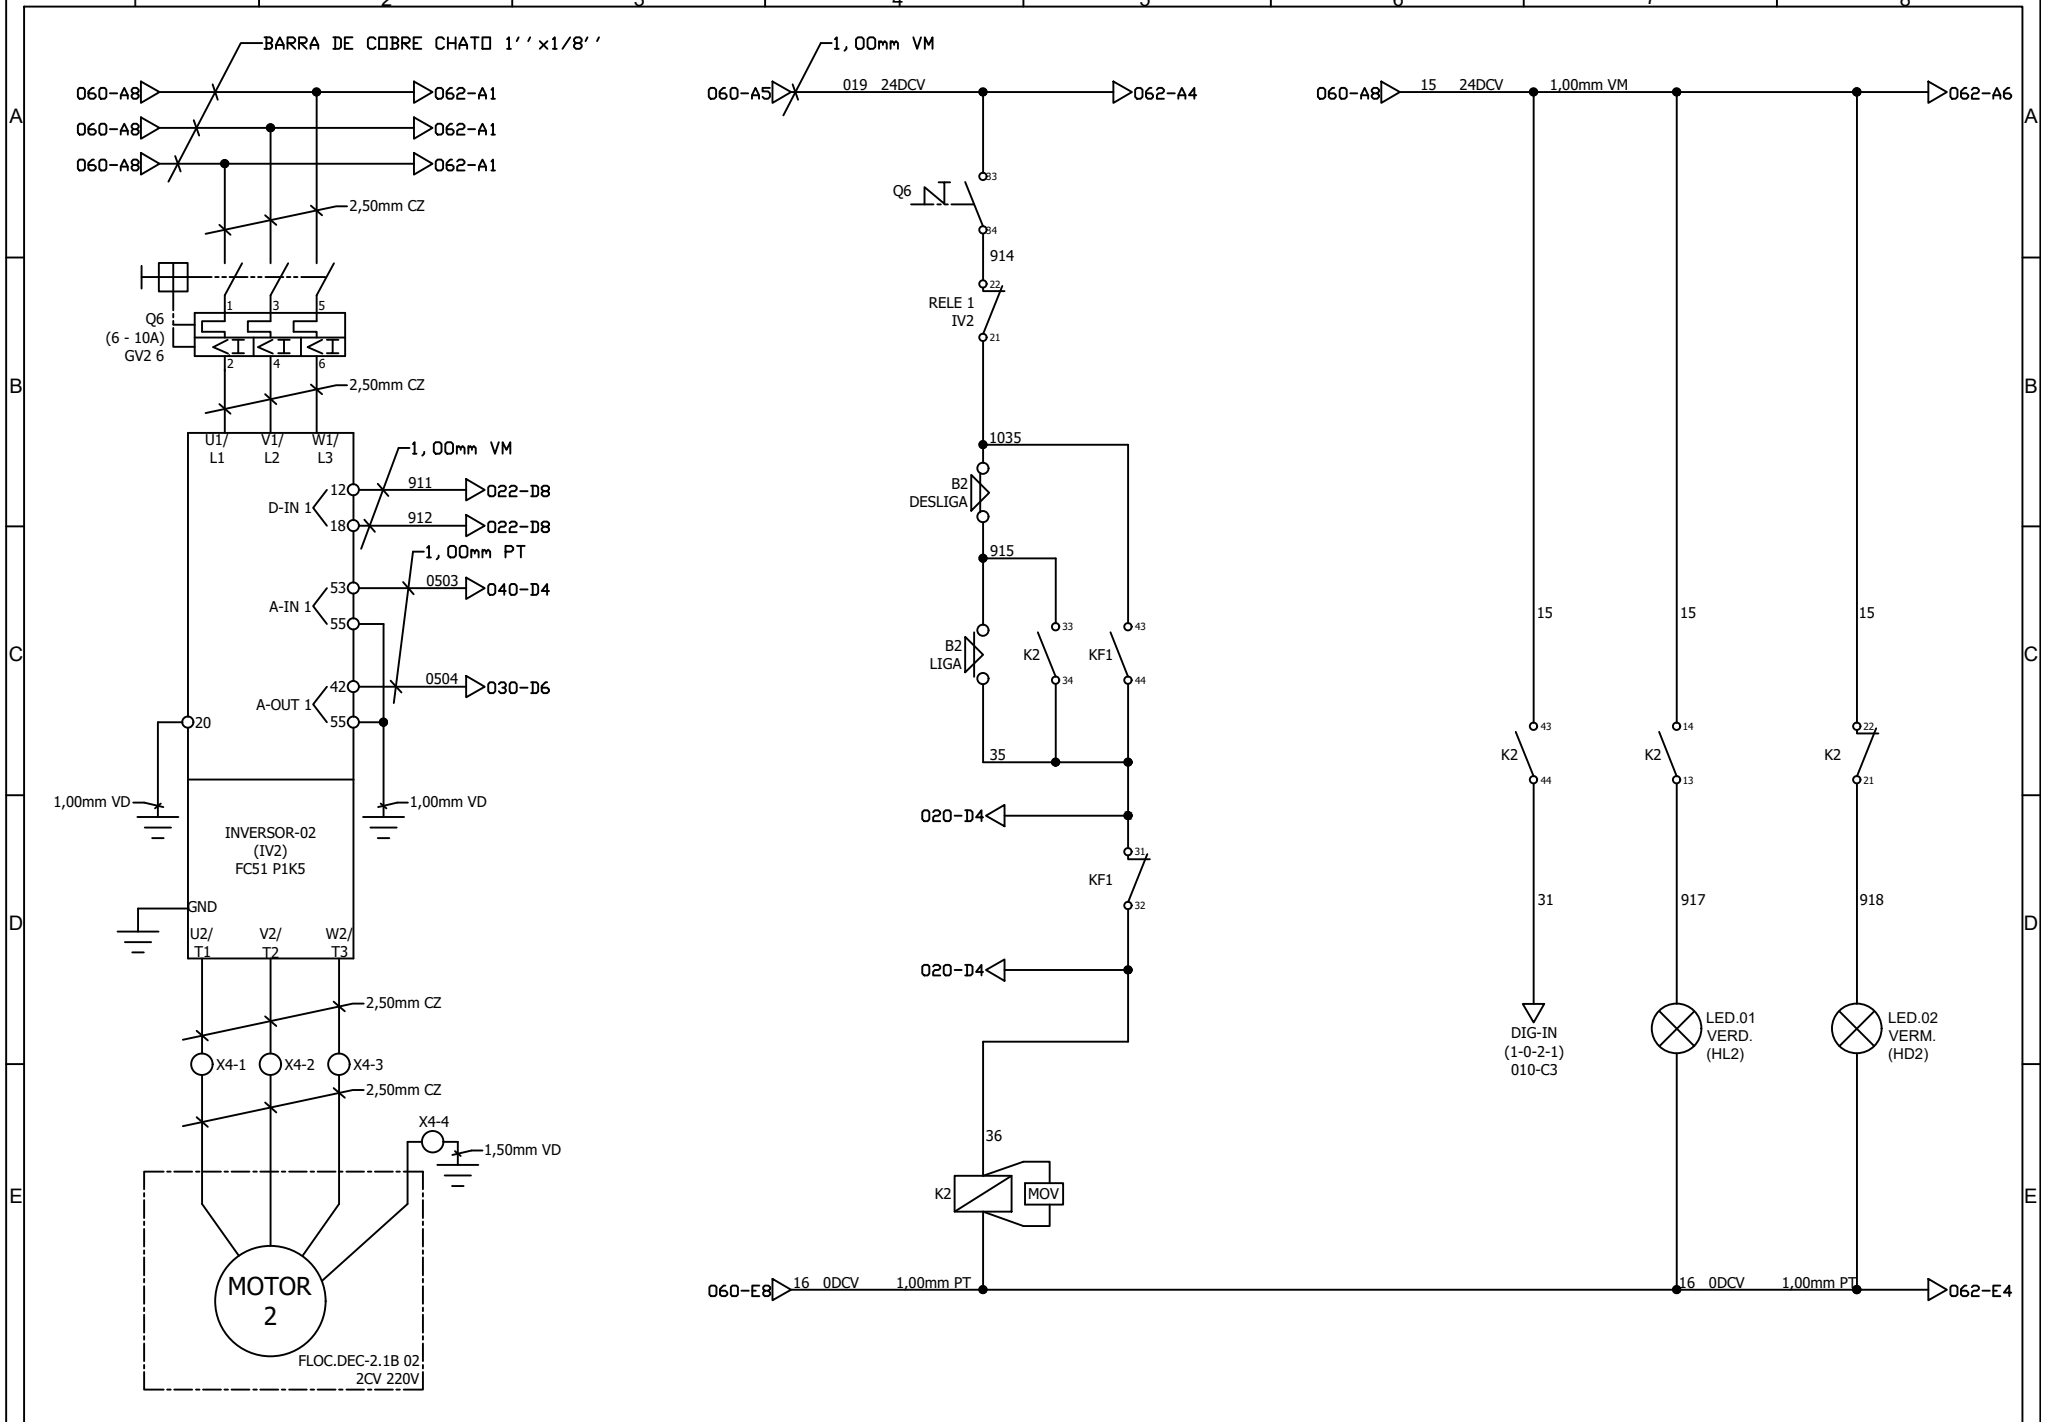 2 3 4 5 6 7 8
BARRA DE COBRE CHATO 1''x1/8''
1,00mm VM
060-A8 062-A1
060-A5 019 24DCV 062-A4
060-A8 15 24DCV 1,00mm VM 062-A6
A A
060-A8 062-A1
060-A8 062-A1
33
Q6
34
2,50mm CZ
914
22
RELE 1
IV2
21
1 3 5
Q6
(6 - 10A)
GV2 6
2 4 6
B B
2,50mm CZ
U1/ V1/ W1/
L1 L2 L3
1,00mm VM
12 911 022-D8
D-IN 1
18 912 022-D8
1,00mm PT
53 0503 040-D4
A-IN 1
55
42 0504 030-D6
A-OUT 1
55
20
1035
B2
DESLIGA
915
B2
LIGA
33
K2
34
43
KF1
44
35
15 15 15
C C
43
K2
44
14
K2
13
22
K2
21
1,00mm VD 1,00mm VD
INVERSOR-02
(IV2)
FC51 P1K5
020-D4
31
KF1
32
31 917 918
GND
D D
U2/ V2/ W2/
T1 T2 T3
020-D4
2,50mm CZ
DIG-IN
(1-0-2-1)
010-C3
LED.01
VERD.
(HL2)
LED.02
VERM.
(HD2)
X4-1 X4-2 X4-3
2,50mm CZ
X4-4
1,50mm VD
36
K2 MOV
E E
MOTOR
2
060-E8 16 0DCV 1,00mm PT 16 0DCV 1,00mm PT 062-E4
FLOC.DEC-2.1B 02
2CV 220V